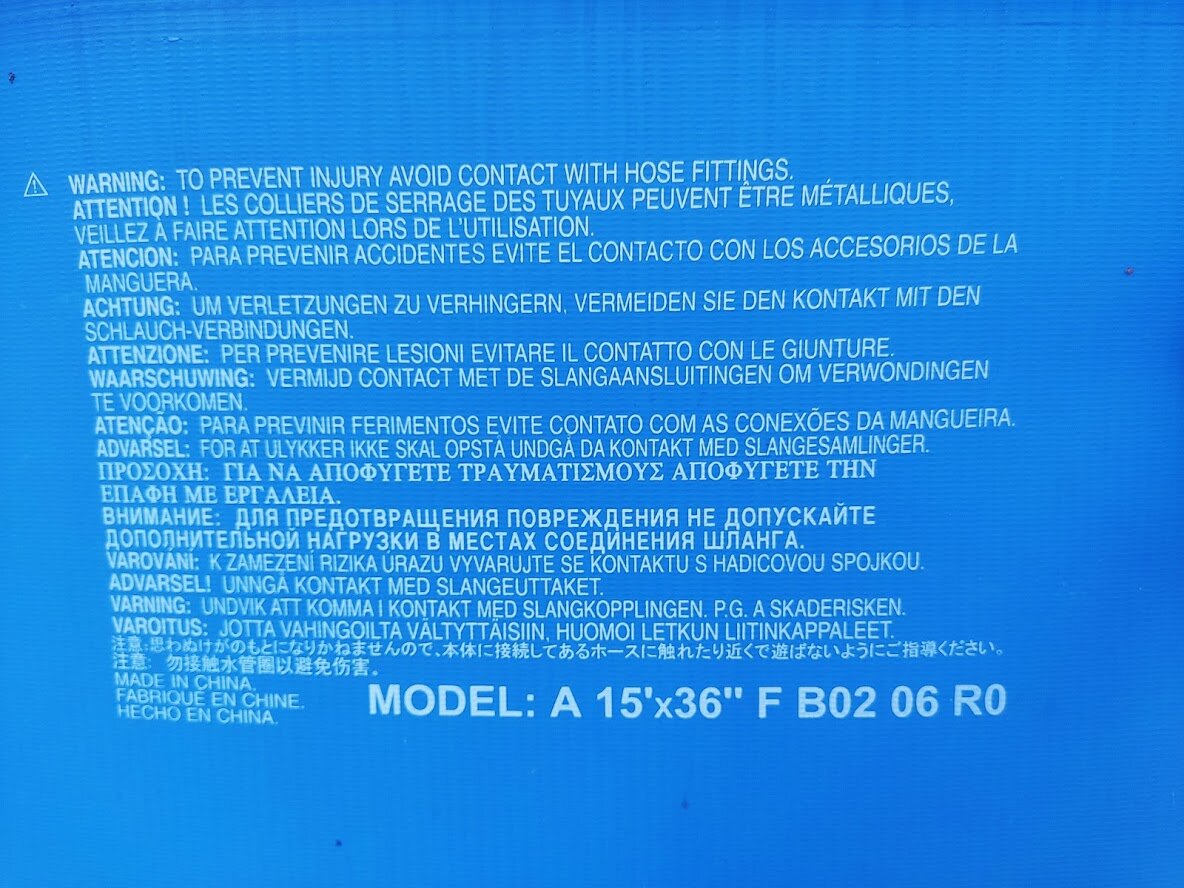 WARNING: TO PREVENT INJURY AVOID CONTACT WITH HOSE FITTINGS.
ATTENTION ! LES COLLIERS DE SERRAGE DES TUYAUX PEUVENT ÊTRE MÉTALLIQUES,
VEILLEZ À FAIRE ATTENTION LORS DE L'UTILISATION.
ATENCION: PARA PREVENIR ACCIDENTES EVITE EL CONTACTO CON LOS ACCESORIOS DE LA
MANGUERA.
ACHTUNG: UM VERLETZUNGEN ZU VERHINGERN, VERMEIDEN SIE DEN KONTAKT MIT DEN
SCHLAUCH-VERBINDUNGEN.
ATTENZIONE: PER PREVENIRE LESIONI EVITARE IL CONTATTO CON LE GIUNTURE.
WAARSCHUWING: VERMIJD CONTACT MET DE SLANGAANSLUITINGEN OM VERWONDINGEN
TE VOORKOMEN.
ATENÇÃO: PARA PREVINIR FERIMENTOS EVITE CONTATO COM AS CONEXÕES DA MANGUEIRA.
ADVARSEL: FOR AT ULYKKER IKKE SKAL OPSTÅ UNDGÅ DA KONTAKT MED SLANGESAMLINGER.
ΠΡΟΣΟΧΗ: ΓΙΑ ΝΑ ΑΠΟΦΥΓΕΤΕ ΤΡΑΥΜΑΤΙΣΜΟΥΣ ΑΠΟΦΥΓΕΤΕ ΤΗΝ
ΕΠΑΦΗ ΜΕ ΕΡΓΑΛΕΙΑ.
ВНИМАНИЕ: ДЛЯ ПРЕДОТВРАЩЕНИЯ ПОВРЕЖДЕНИЯ НЕ ДОПУСКАЙТЕ
ДОПОЛНИТЕЛЬНОЙ НАГРУЗКИ В МЕСТАХ СОЕДИНЕНИЯ ШЛАНГА.
VAROVÁNÍ: K ZAMEZENÍ RIZIKA ÚRAZU VYVARUJTE SE KONTAKTU S HADICOVOU SPOJKOU.
ADVARSEL! UNNGÅ KONTAKT MED SLANGEUTTAKET.
VARNING: UNDVIK ATT KOMMA I KONTAKT MED SLANGKOPPLINGEN. P.G. A SKADERISKEN.
VAROITUS: JOTTA VAHINGOILTA VÄLTYTTÄISIIN, HUOMOI LETKUN LIITINKAPPALEET.
注意:思わぬけがのもとになりかねませんので、本体に接続してあるホースに触れたり近くで遊ばないようにご指導ください。
注意: 勿接触水管圈以避免伤害。
MADE IN CHINA.
FABRIQUÉ EN CHINE.
HECHO EN CHINA.
MODEL: A 15'x36" F B02 06 R0